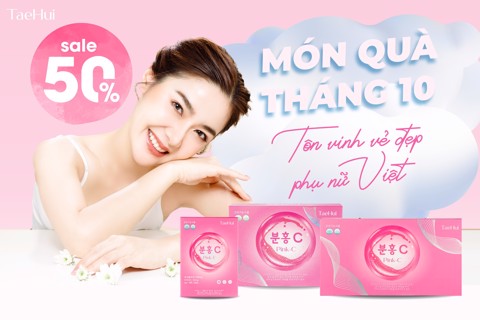 TaeHui
sale
50%
MÓN QUÀ
THÁNG 10
Tôn vinh vẻ đẹp
phụ nữ Việt
분홍 C
Pink-C
TaeHui
분홍 C
Pink-C
TaeHui
분홍 C
Pink-C